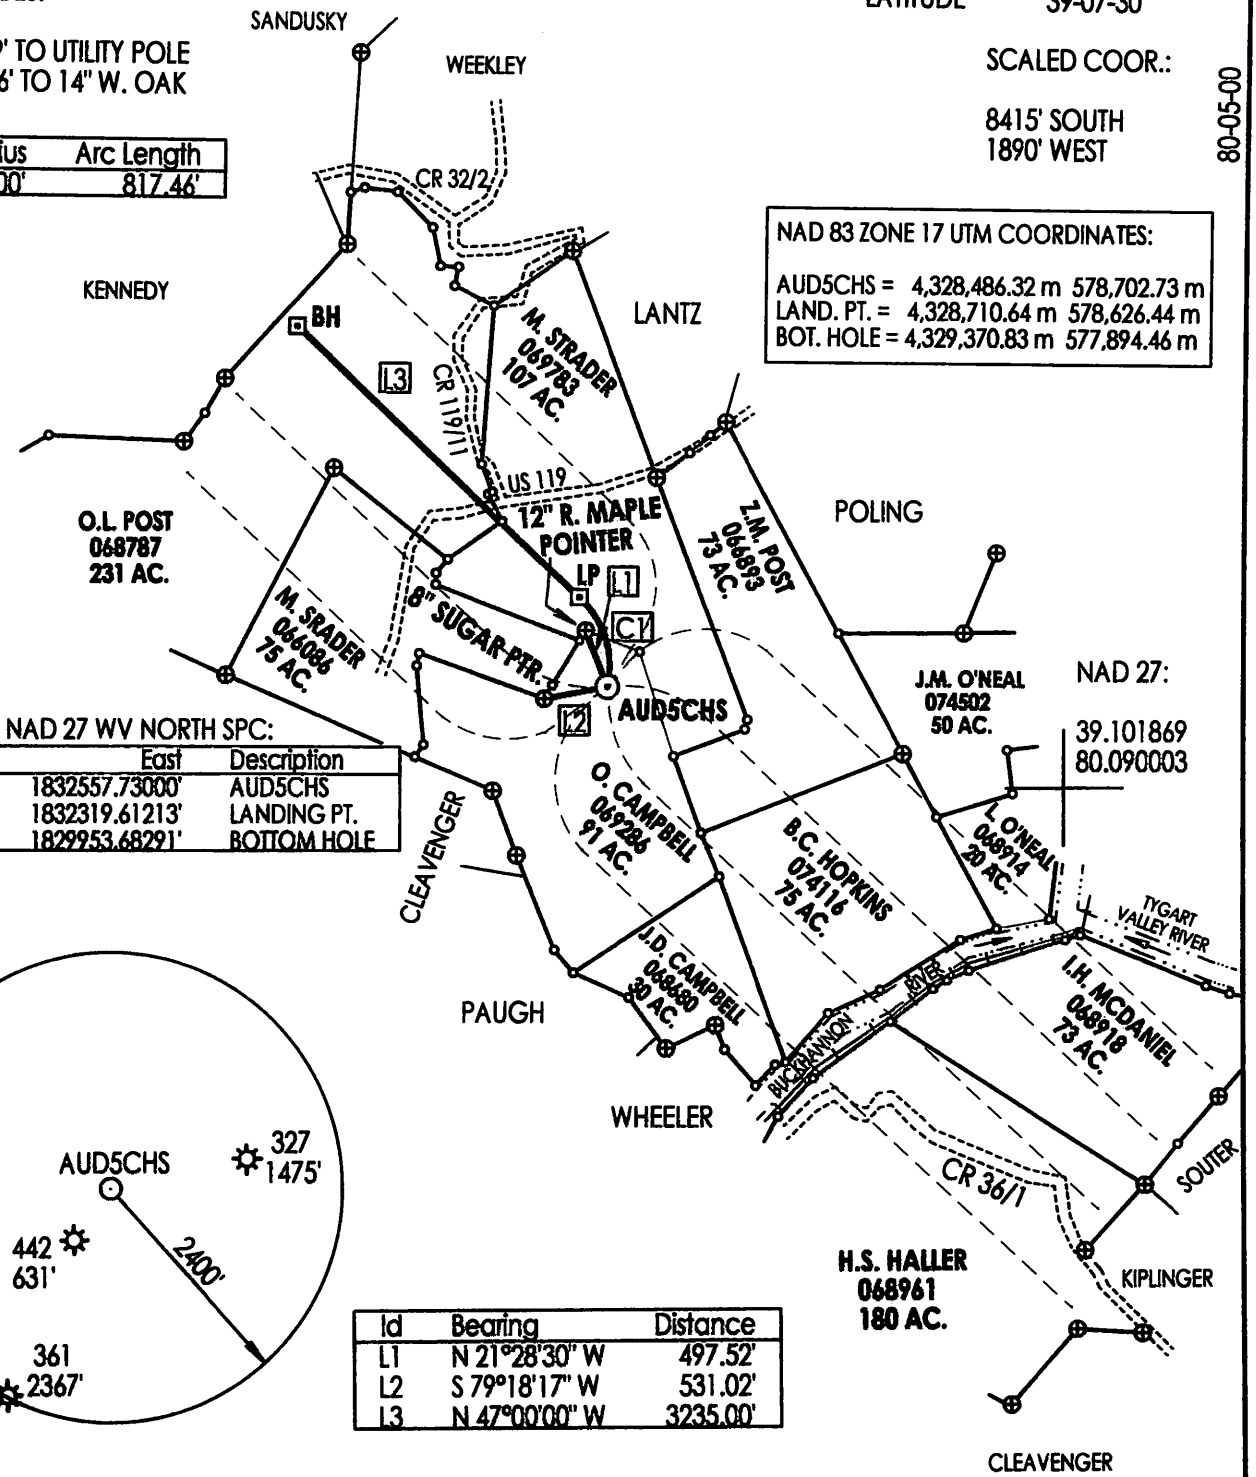 LATITUDE 39-07-30
SANDUSKY
' TO UTILITY POLE
6' TO 14" W. OAK
WEEKLEY
SCALED COOR.:
8415' SOUTH
1890' WEST
80-05-00
Arc Length
00' 817.46'
CR 32/2
KENNEDY
BH
LANTZ
NAD 83 ZONE 17 UTM COORDINATES:
AUD5CHS = 4,328,486.32 m 578,702.73 m
LAND. PT. = 4,328,710.64 m 578,626.44 m
BOT. HOLE = 4,329,370.83 m 577,894.46 m
M. STRADER
069783
107 AC.
L3
CR 119/11
US 119
12" R. MAPLE
POINTER
O.L. POST
068787
231 AC.
Z.M. POST
066893
73 AC.
POLING
LP
L1
C1
8" SUGAR PTR.
M. SRADER
066086
75 AC.
L2
AUD5CHS
J.M. O'NEAL
074502
50 AC.
NAD 27:
39.101869
80.090003
NAD 27 WV NORTH SPC:
East Description
1832557.73000' AUD5CHS
1832319.61213' LANDING PT.
1829953.68291' BOTTOM HOLE
CLEAVENGER
O. CAMPBELL
069286
91 AC.
B.C. HOPKINS
074116
75 AC.
L O'NEAL
068914
20 AC.
TYGART
VALLEY RIVER
J.D. CAMPBELL
068680
30 AC.
PAUGH
BUCKHANNON RIVER
I.H. MCDANIEL
068918
73 AC.
WHEELER
SOUTER
CR 36/1
AUD5CHS
327
1475'
442
631'
2400'
361
2367'
H.S. HALLER
068961
180 AC.
KIPLINGER
Id Bearing Distance
L1 N 21°28'30" W 497.52'
L2 S 79°18'17" W 531.02'
L3 N 47°00'00" W 3235.00'
CLEAVENGER